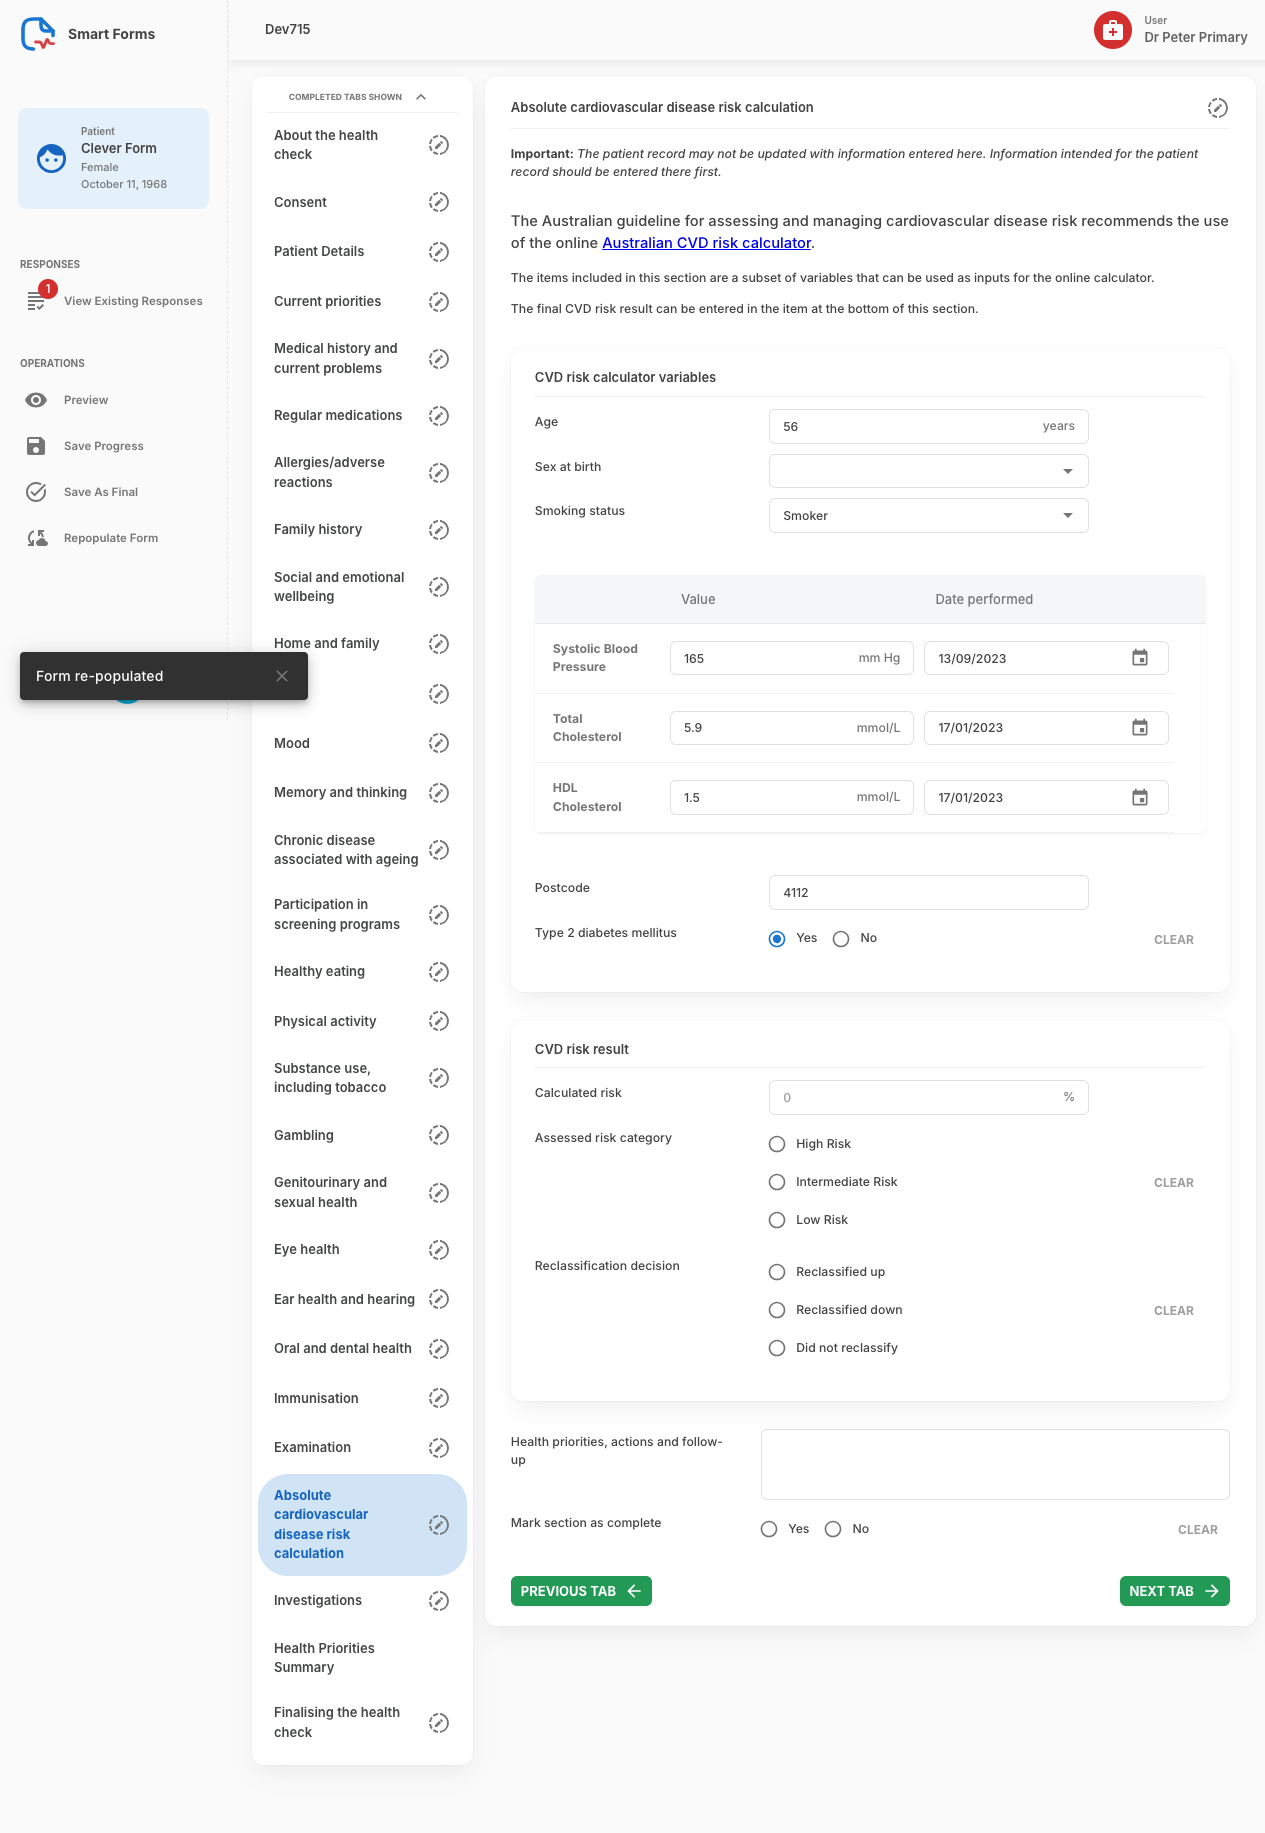 Smart Forms
Dev715
User
Dr Peter Primary
Patient
Clever Form
Female
October 11, 1968
RESPONSES
1
View Existing Responses
OPERATIONS
Preview
Save Progress
Save As Final
Repopulate Form
Form re-populated
COMPLETED TABS SHOWN
About the health
check
Consent
Patient Details
Current priorities
Medical history and
current problems
Regular medications
Allergies/adverse
reactions
Family history
Social and emotional
wellbeing
Home and family
Mood
Memory and thinking
Chronic disease
associated with ageing
Participation in
screening programs
Healthy eating
Physical activity
Substance use,
including tobacco
Gambling
Genitourinary and
sexual health
Eye health
Ear health and hearing
Oral and dental health
Immunisation
Examination
Absolute
cardiovascular
disease risk
calculation
Investigations
Health Priorities
Summary
Finalising the health
check
Absolute cardiovascular disease risk calculation
Important: The patient record may not be updated with information entered here. Information intended for the patient
record should be entered there first.
The Australian guideline for assessing and managing cardiovascular disease risk recommends the use
of the online Australian CVD risk calculator.
The items included in this section are a subset of variables that can be used as inputs for the online calculator.
The final CVD risk result can be entered in the item at the bottom of this section.
CVD risk calculator variables
Age 56 years
Sex at birth
Smoking status Smoker
Value Date performed
Systolic Blood
Pressure
165 mm Hg 13/09/2023
Total
Cholesterol
5.9 mmol/L 17/01/2023
HDL
Cholesterol
1.5 mmol/L 17/01/2023
Postcode 4112
Type 2 diabetes mellitus Yes No CLEAR
CVD risk result
Calculated risk 0 %
Assessed risk category High Risk
Intermediate Risk CLEAR
Low Risk
Reclassification decision Reclassified up
Reclassified down CLEAR
Did not reclassify
Health priorities, actions and follow-
up
Mark section as complete Yes No CLEAR
PREVIOUS TAB NEXT TAB